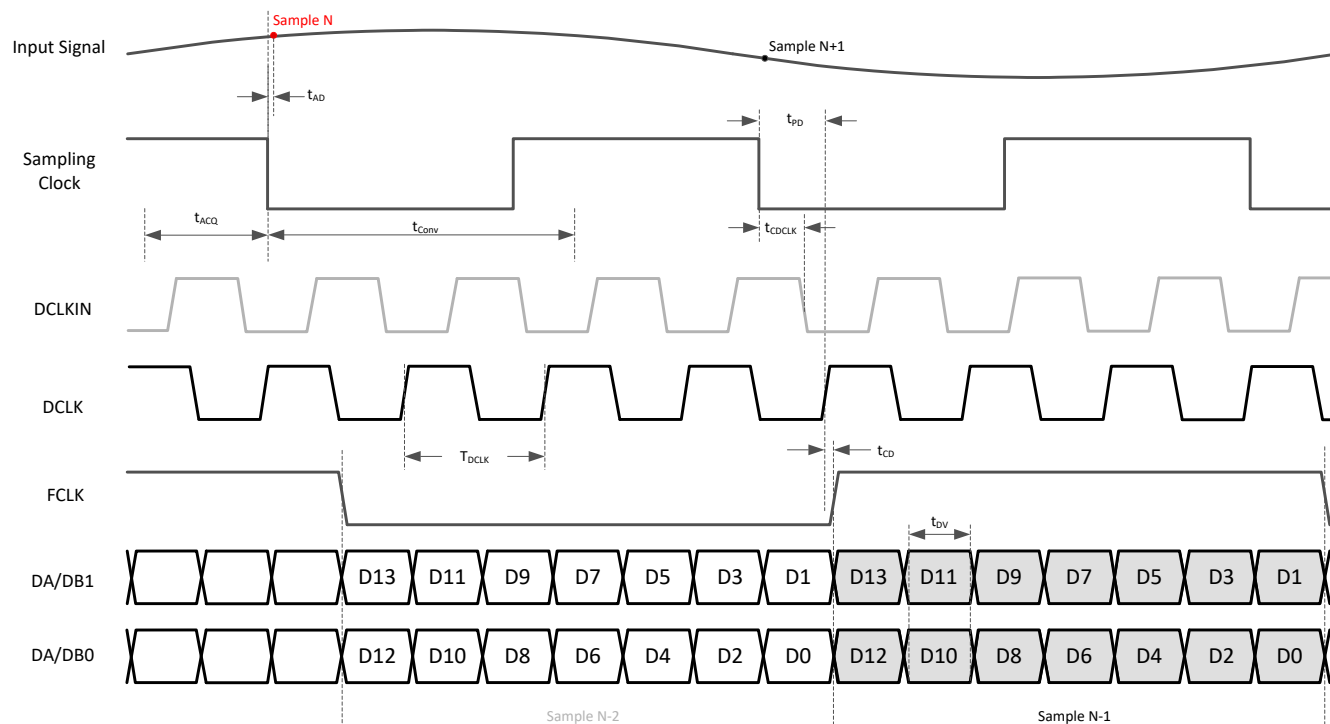 Sample N
Input Signal
Sample N+1
tAD
tPD
Sampling
Clock
tACQ
tConv
tCDCLK
DCLKIN
DCLK
TDCLK
tCD
FCLK
tDV
DA/DB1 D13 D11 D9 D7 D5 D3 D1 D13 D11 D9 D7 D5 D3 D1
DA/DB0 D12 D10 D8 D6 D4 D2 D0 D12 D10 D8 D6 D4 D2 D0
Sample N-2 Sample N-1